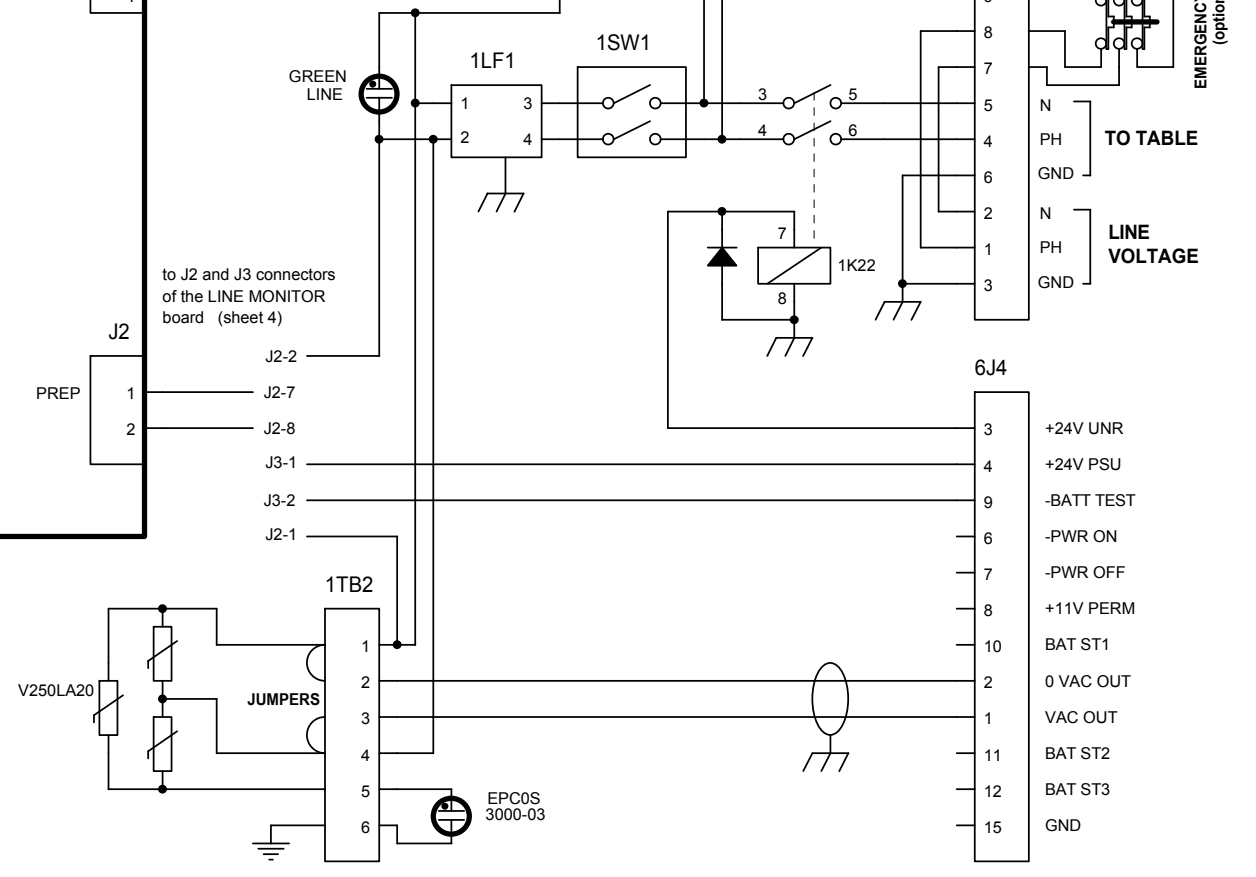 1SW1
1LF1
GREEN
LINE
1
3
2
4
3
5
4
6
8
7
5
4
6
2
1
3
N
PH
GND
TO TABLE
N
PH
GND
LINE
VOLTAGE
EMERGENCY
7
8
1K22
to J2 and J3 connectors
of the LINE MONITOR
board (sheet 4)
J2
PREP
1
2
J2-2
J2-7
J2-8
J3-1
J3-2
J2-1
6J4
3 +24V UNR
4 +24V PSU
9 -BATT TEST
6 -PWR ON
7 -PWR OFF
8 +11V PERM
10 BAT ST1
2 0 VAC OUT
1 VAC OUT
11 BAT ST2
12 BAT ST3
15 GND
1TB2
1
2
3
4
5
6
V250LA20
JUMPERS
EPC0S
3000-03